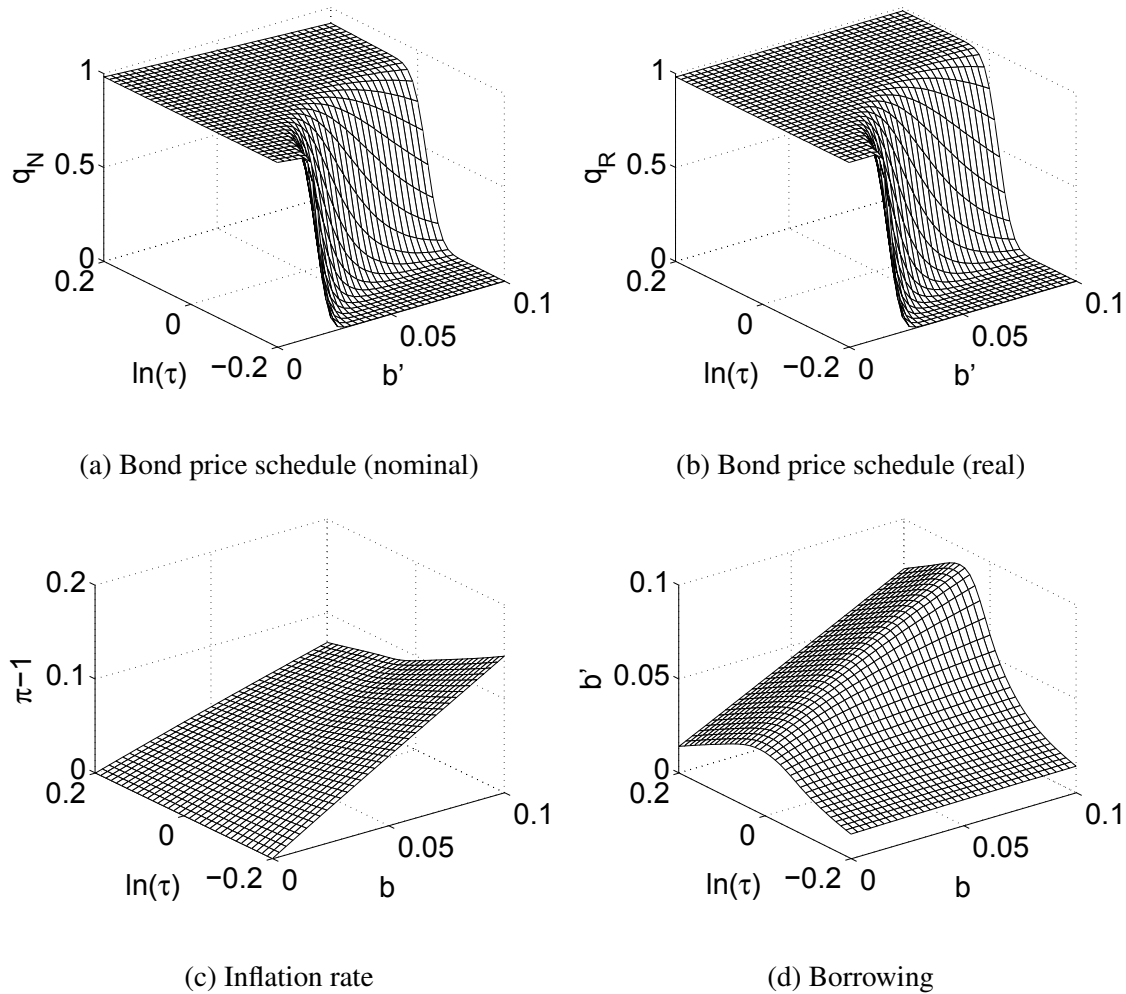 1
0.5
0
q_N
0.2
0
−0.2
ln(τ)
0
0.05
0.1
b’
1
0.5
0
q_R
0.2
0
−0.2
ln(τ)
0
0.05
0.1
b’
(a) Bond price schedule (nominal)
(b) Bond price schedule (real)
0.2
0.1
0
π−1
0.2
0
−0.2
ln(τ)
0
0.05
0.1
b
0.1
0.05
0
b’
0.2
0
−0.2
ln(τ)
0
0.05
0.1
b
(c) Inflation rate
(d) Borrowing